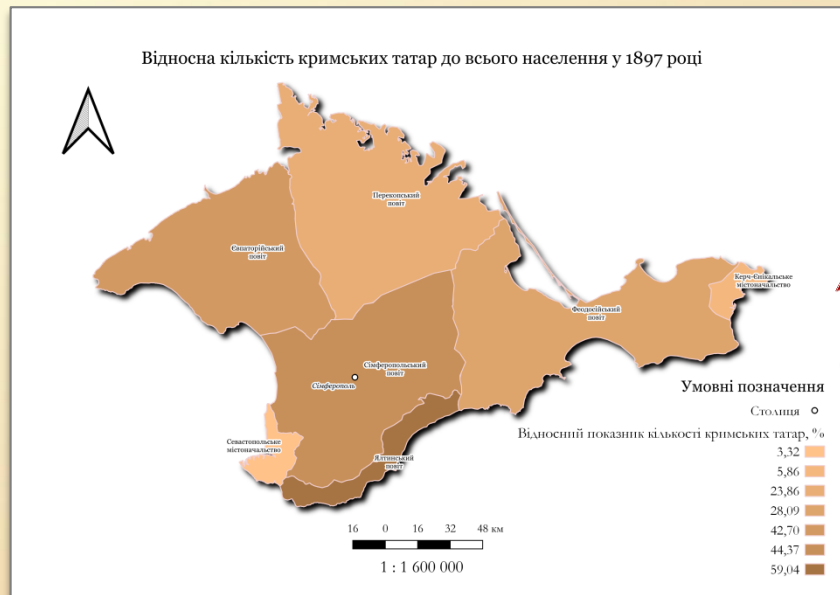 Відносна кількість кримських татар до всього населення у 1897 році
Перекопський
повіт
Євпаторійський
повіт
Керч-Єнікальське
містоначальство
Феодосійський
повіт
Сімферопольський
повіт
Сімферополь
Севастопольське
містоначальство
Ялтинський
повіт
Умовні позначення
Столиця
Відносний показник кількості кримських татар, %
3,32
5,86
23,86
28,09
42,70
44,37
59,04
16 0 16 32 48 км
1 : 1 600 000